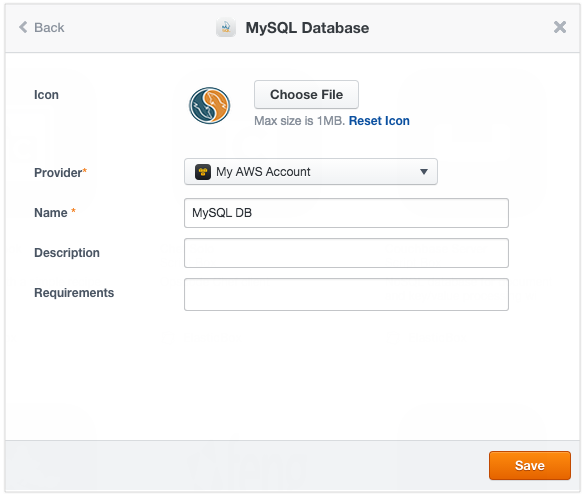 Back
MySQL Database
Icon
Choose File
Max size is 1MB. Reset Icon
Provider*
My AWS Account
Name *
MySQL DB
Description
Requirements
Save